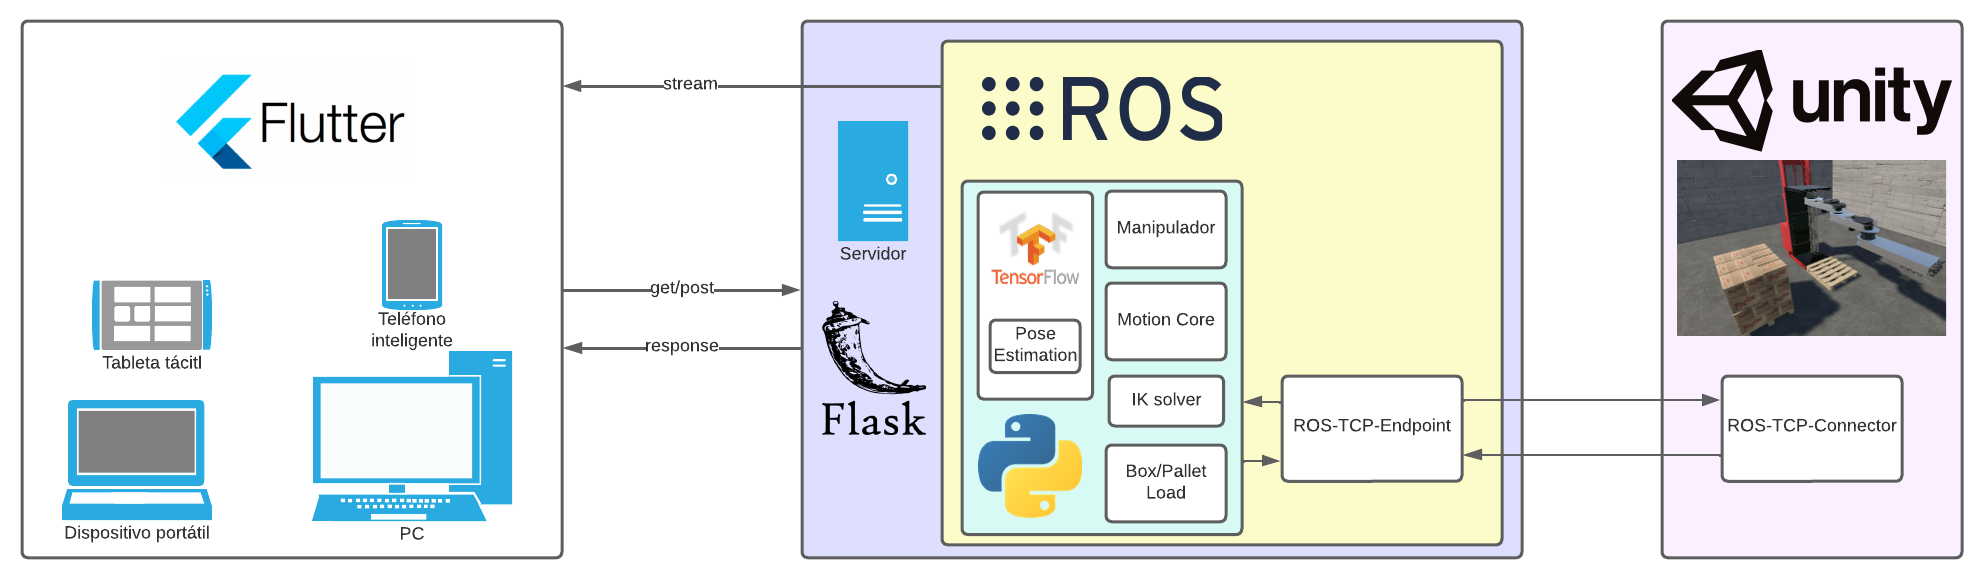 Flutter
Teléfono
inteligente
Tableta tácitl
Dispositivo portátil
PC
stream
get/post
response
Servidor
Flask
ROS
TensorFlow
Pose
Estimation
Manipulador
Motion Core
IK solver
Box/Pallet
Load
ROS-TCP-Endpoint
unity
ROS-TCP-Connector